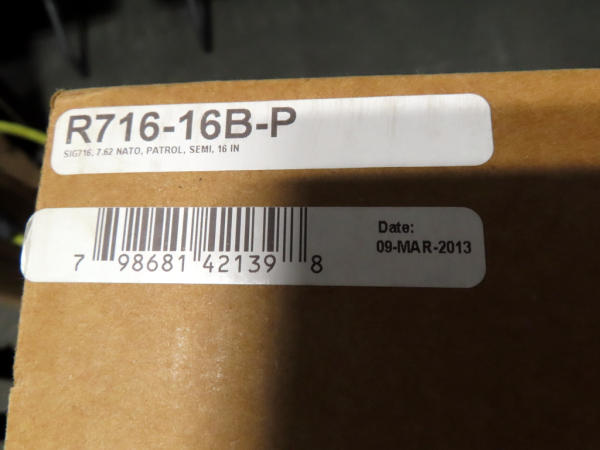 R716-16B-P
SIG716, 7.62 NATO, PATROL, SEMI, 16 IN
Date:
09-MAR-2013
7 98681 42139 8